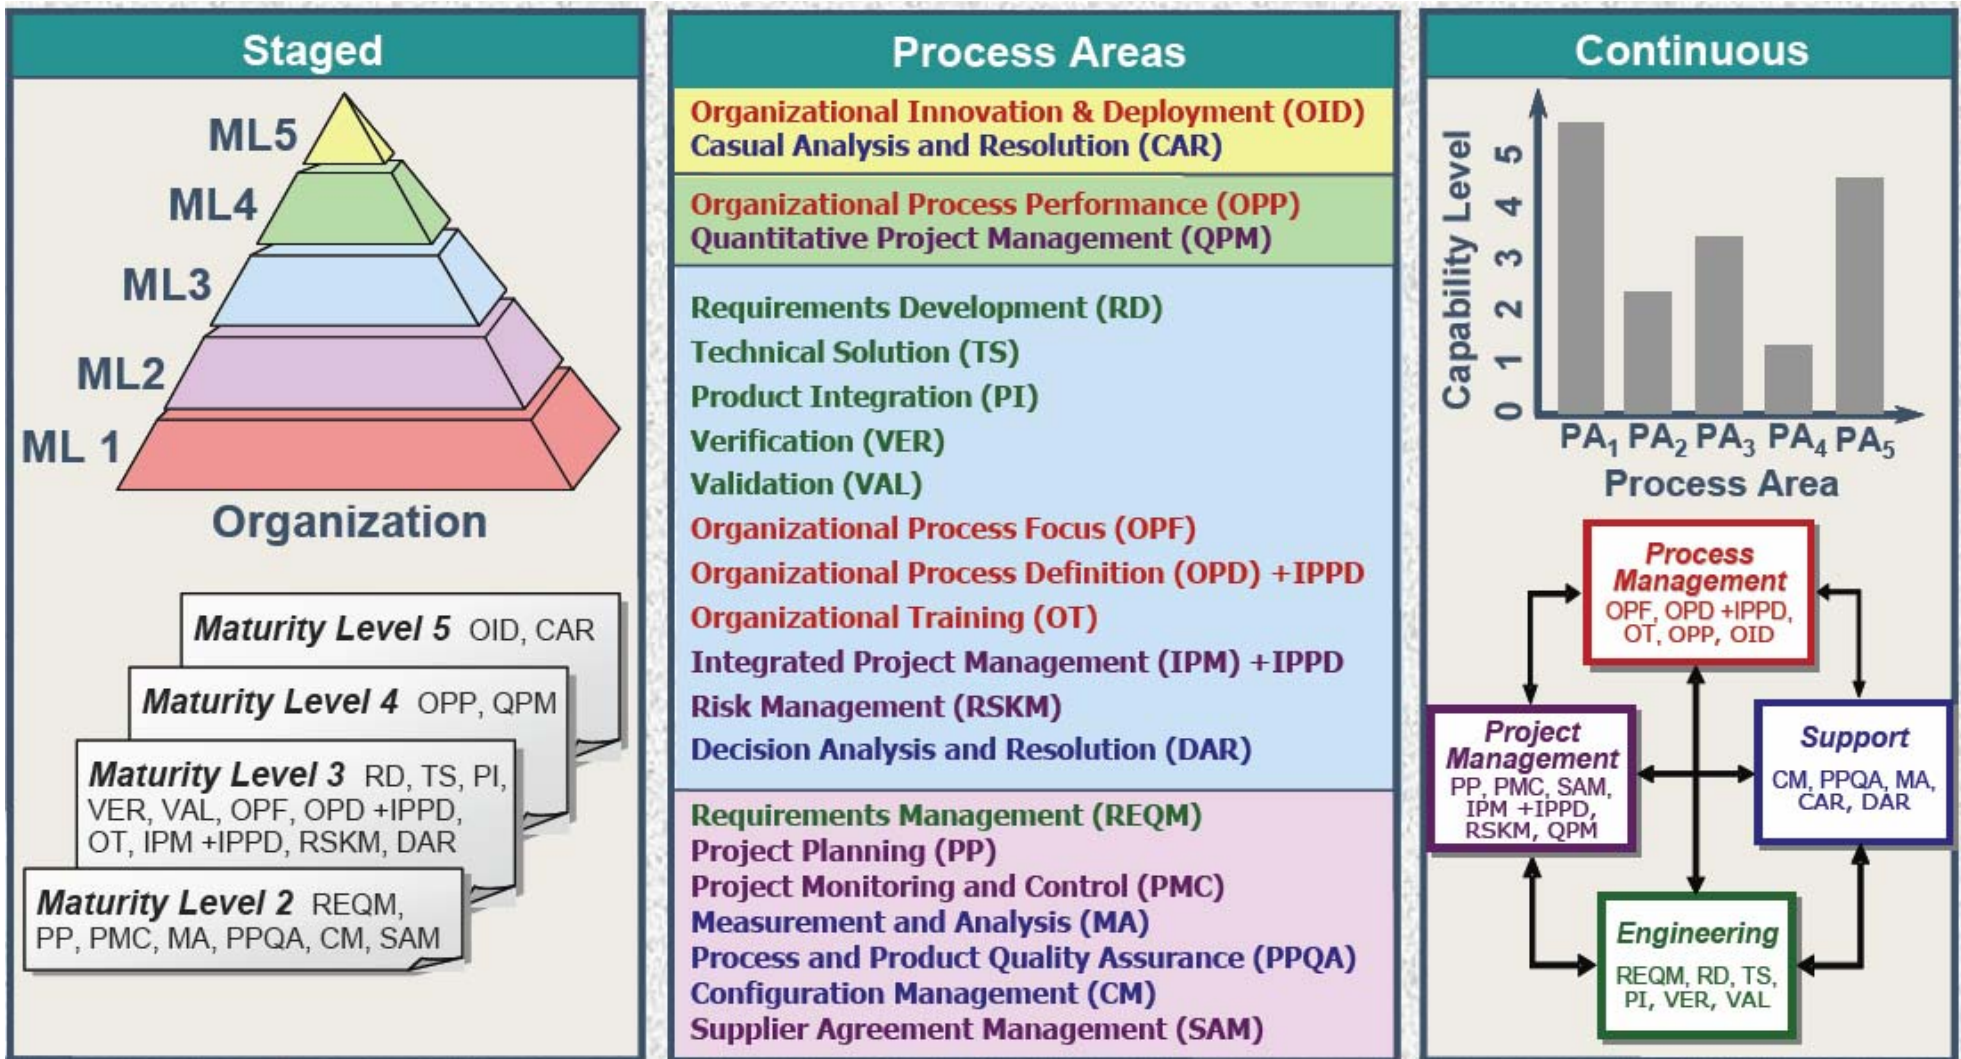 Staged
ML5
ML4
ML3
ML2
ML 1
Organization
Maturity Level 5 OID, CAR
Maturity Level 4 OPP, QPM
Maturity Level 3 RD, TS, PI,
VER, VAL, OPF, OPD +IPPD,
OT, IPM +IPPD, RSKM, DAR
Maturity Level 2 REQM,
PP, PMC, MA, PPQA, CM, SAM
Process Areas
Organizational Innovation & Deployment (OID)
Casual Analysis and Resolution (CAR)
Organizational Process Performance (OPP)
Quantitative Project Management (QPM)
Requirements Development (RD)
Technical Solution (TS)
Product Integration (PI)
Verification (VER)
Validation (VAL)
Organizational Process Focus (OPF)
Organizational Process Definition (OPD) +IPPD
Organizational Training (OT)
Integrated Project Management (IPM) +IPPD
Risk Management (RSKM)
Decision Analysis and Resolution (DAR)
Requirements Management (REQM)
Project Planning (PP)
Project Monitoring and Control (PMC)
Measurement and Analysis (MA)
Process and Product Quality Assurance (PPQA)
Configuration Management (CM)
Supplier Agreement Management (SAM)
Continuous
Capability Level
5
4
3
2
1
0
PA1 PA2 PA3 PA4 PA5
Process Area
Process
Management
OPF, OPD +IPPD,
OT, OPP, OID
Project
Management
PP, PMC, SAM,
IPM +IPPD,
RSKM, QPM
Support
CM, PPQA, MA,
CAR, DAR
Engineering
REQM, RD, TS,
PI, VER, VAL